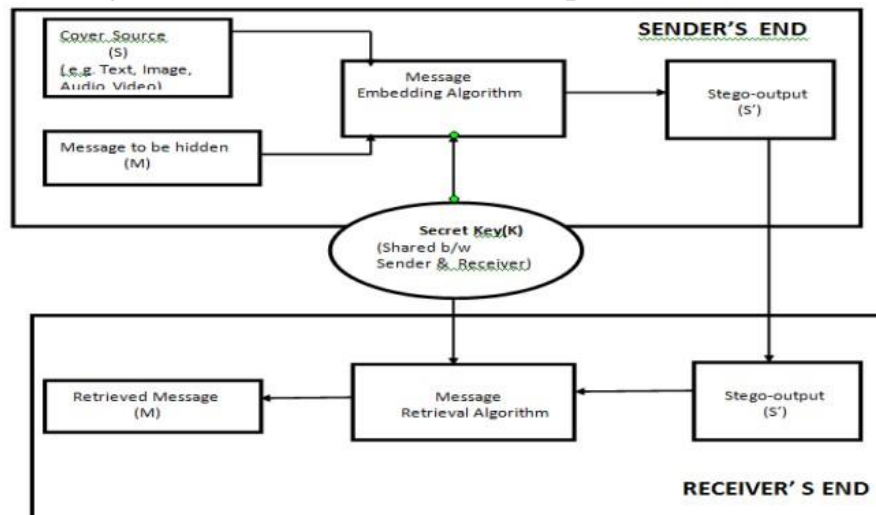 SENDER'S END
Cover Source
(S)
(e.g. Text, Image,
Audio Video)
Message
Embedding Algorithm
Stego-output
(S')
Message to be hidden
(M)
Secret Key(K)
(Shared b/w
Sender & Receiver)
Retrieved Message
(M)
Message
Retrieval Algorithm
Stego-output
(S')
RECEIVER' S END